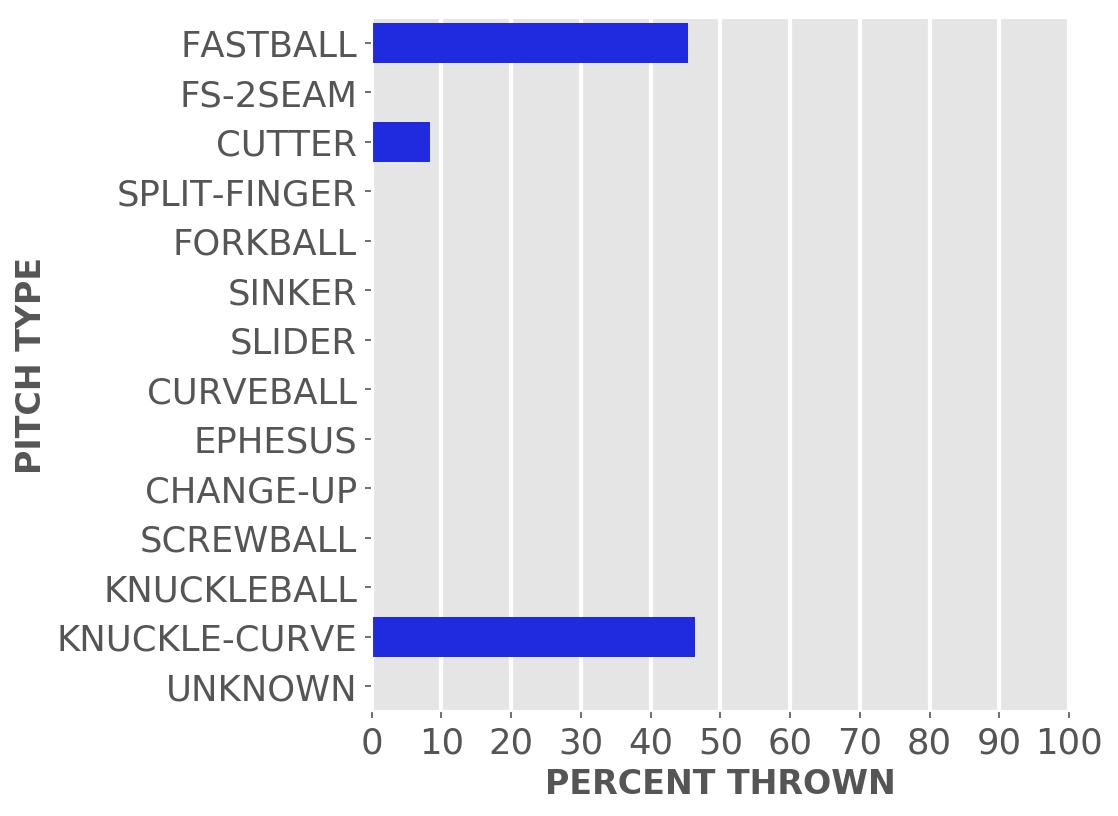 FASTBALL
FS-2SEAM
CUTTER
SPLIT-FINGER
FORKBALL
SINKER
SLIDER
CURVEBALL
EPHESUS
CHANGE-UP
SCREWBALL
KNUCKLEBALL
KNUCKLE-CURVE
UNKNOWN
PITCH TYPE
0 10 20 30 40 50 60 70 80 90 100
PERCENT THROWN